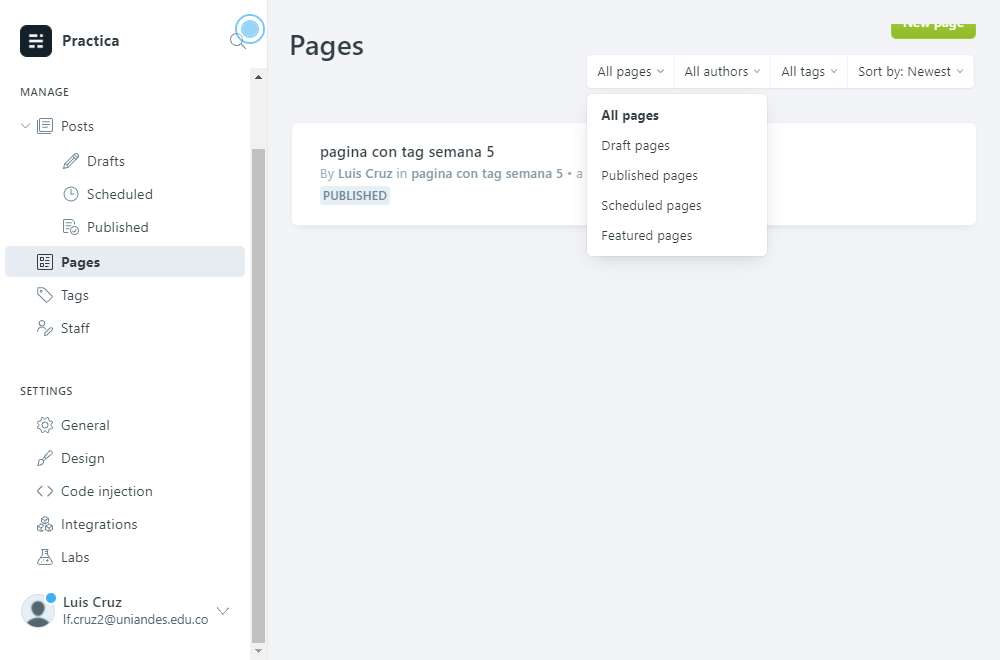 Practica
MANAGE
Posts
Drafts
Scheduled
Published
Pages
Tags
Staff
SETTINGS
General
Design
Code injection
Integrations
Labs
Luis Cruz
lf.cruz2@uniandes.edu.co
Pages
New page
All pages
All authors
All tags
Sort by: Newest
All pages
Draft pages
Published pages
Scheduled pages
Featured pages
pagina con tag semana 5
By Luis Cruz in pagina con tag semana 5 • a
PUBLISHED